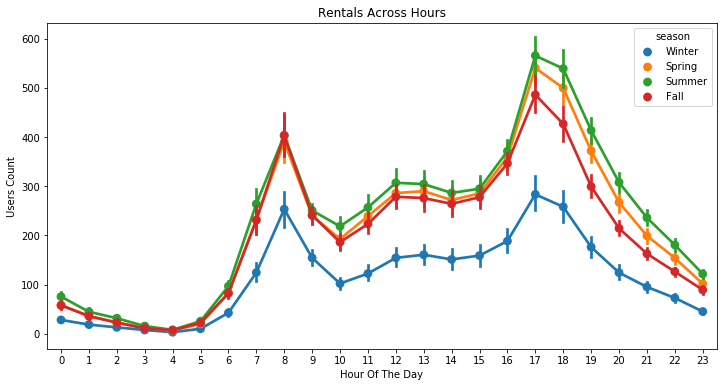 Rentals Across Hours
season
Winter
Spring
Summer
Fall
Users Count
600
500
400
300
200
100
0
0 1 2 3 4 5 6 7 8 9 10 11 12 13 14 15 16 17 18 19 20 21 22 23
Hour Of The Day